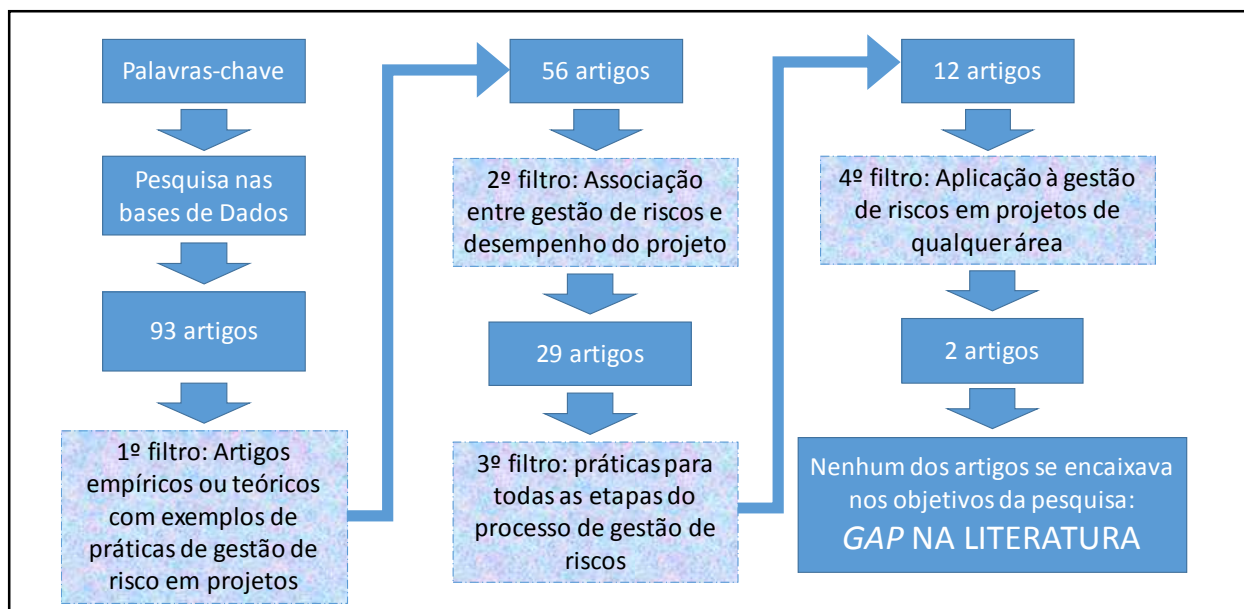 Palavras-chave
Pesquisa nas
bases de Dados
93 artigos
1º filtro: Artigos
empíricos ou teóricos
com exemplos de
práticas de gestão de
risco em projetos
56 artigos
2º filtro: Associação
entre gestão de riscos e
desempenho do projeto
29 artigos
3º filtro: práticas para
todas as etapas do
processo de gestão de
riscos
12 artigos
4º filtro: Aplicação à gestão
de riscos em projetos de
qualquer área
2 artigos
Nenhum dos artigos se encaixava
nos objetivos da pesquisa:
GAP NA LITERATURA